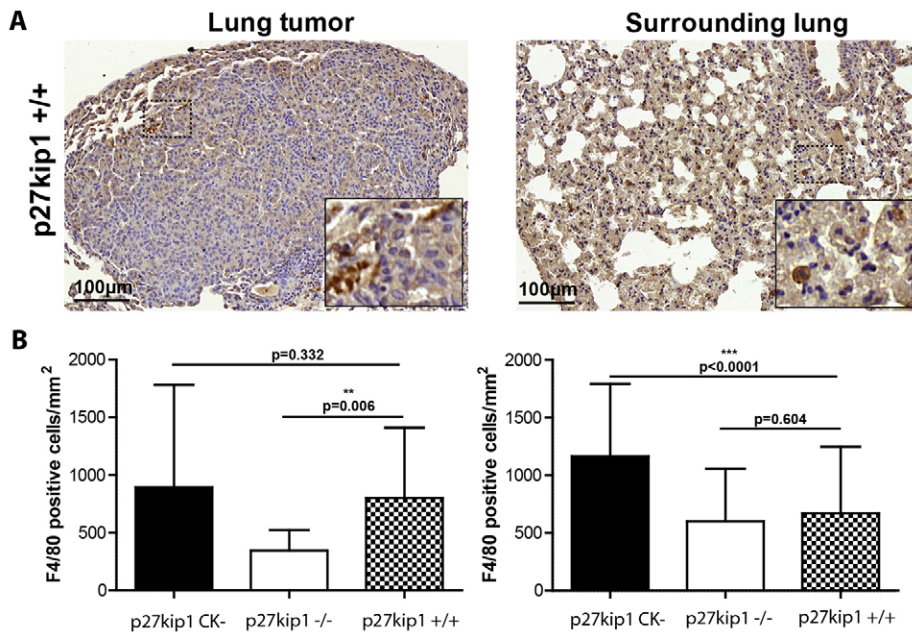 A
Lung tumor
Surrounding lung
p27kip1 +/+
100µm
100µm
B
2000
1500
1000
500
0
F4/80 positive cells/mm2
p=0.332
**
p=0.006
p27kip1 CK-
p27kip1 -/-
p27kip1 +/+
2000
1500
1000
500
0
F4/80 positive cells/mm2
***
p<0.0001
p=0.604
p27kip1 CK-
p27kip1 -/-
p27kip1 +/+